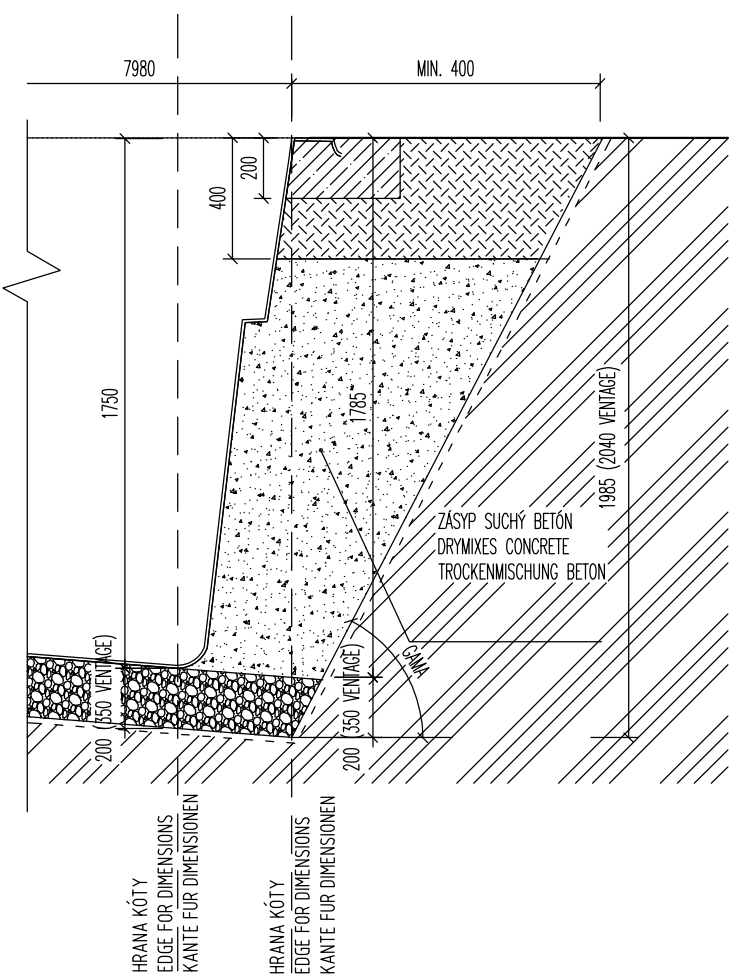 7980
MIN. 400
200
400
1750
1785
1985 (2040 VENTAGE)
ZÁSYP SUCHÝ BETÓN
DRYMIXES CONCRETE
TROCKENMISCHUNG BETON
GAMA
200 (350 VENTAGE)
200 (350 VENTAGE)
HRANA KÓTY
EDGE FOR DIMENSIONS
KANTE FUR DIMENSIONEN
HRANA KÓTY
EDGE FOR DIMENSIONS
KANTE FUR DIMENSIONEN